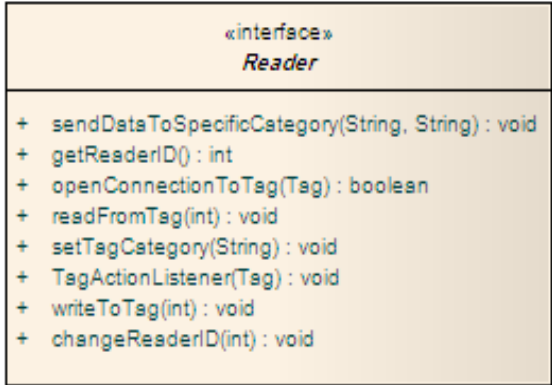 «interface»
Reader
+ sendDataToSpecificCategory(String, String) : void
+ getReaderID() : int
+ openConnectionToTag(Tag) : boolean
+ readFromTag(int) : void
+ setTagCategory(String) : void
+ TagActionListener(Tag) : void
+ writeToTag(int) : void
+ changeReaderID(int) : void